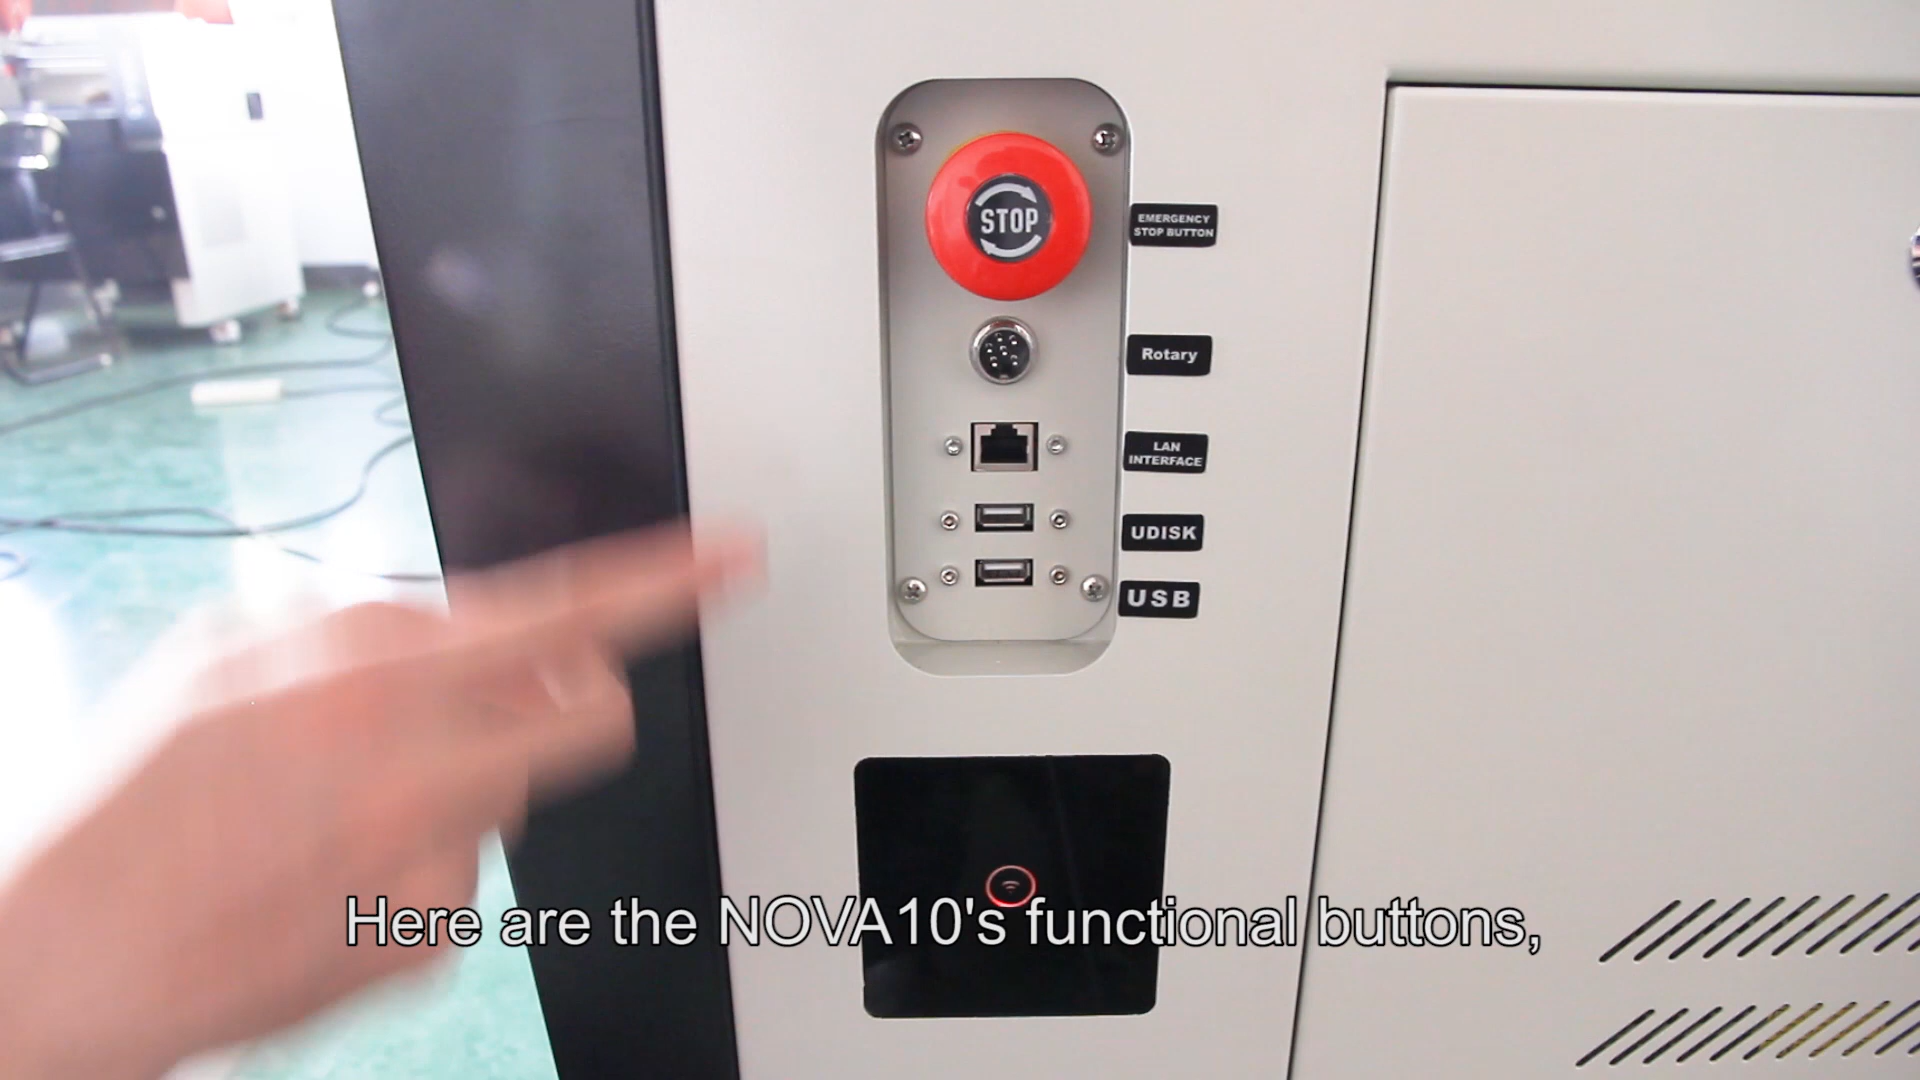 STOP
EMERGENCY
STOP BUTTON
Rotary
LAN
INTERFACE
UDISK
USB
Here are the NOVA10's functional buttons,